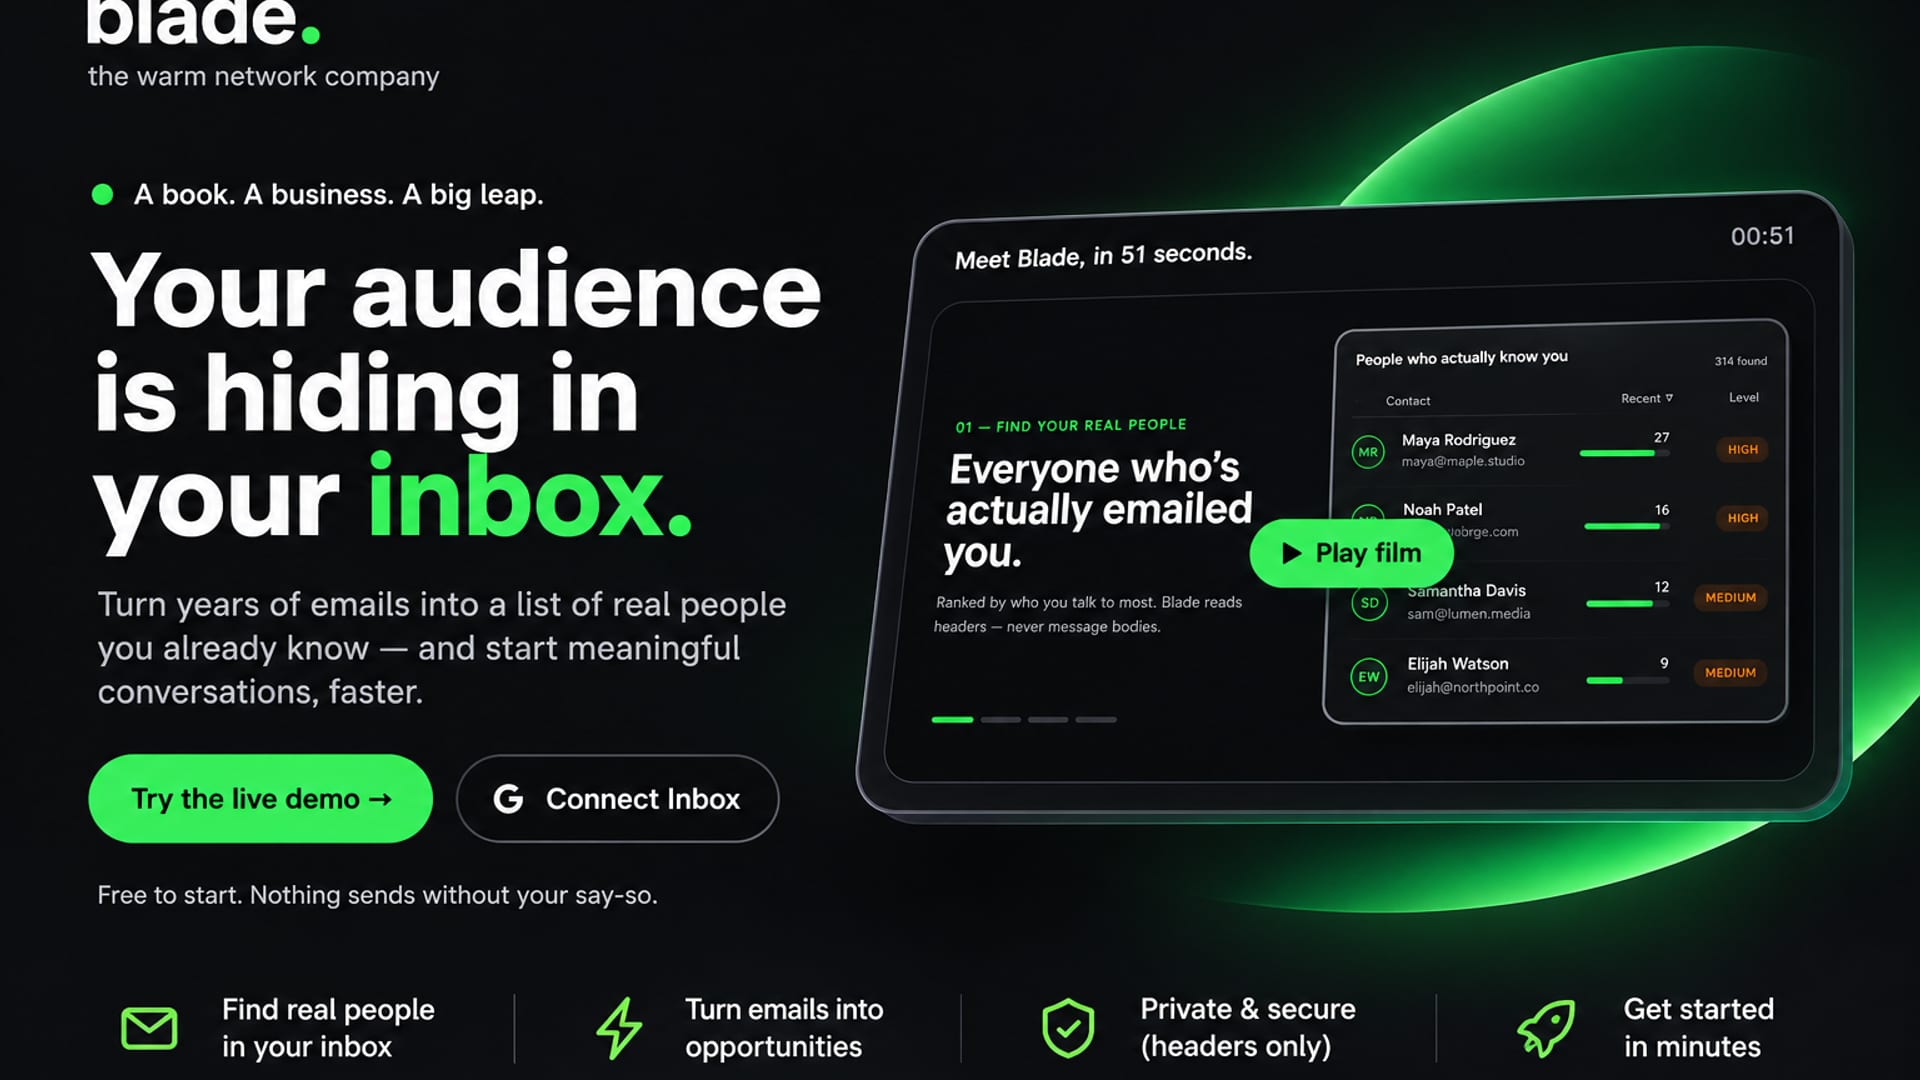 blade.
the warm network company
A book. A business. A big leap.
Your audience
is hiding in
your inbox.
Turn years of emails into a list of real people
you already know — and start meaningful
conversations, faster.
Try the live demo →
G Connect Inbox
Free to start. Nothing sends without your say-so.
Meet Blade, in 51 seconds.
00:51
01 — FIND YOUR REAL PEOPLE
Everyone who's
actually emailed
you.
Ranked by who you talk to most. Blade reads
headers — never message bodies.
Play film
People who actually know you
314 found
Contact Recent Level
MR Maya Rodriguez 27 HIGH
maya@maple.studio
Noah Patel 16 HIGH
SD Samantha Davis 12 MEDIUM
sam@lumen.media
EW Elijah Watson 9 MEDIUM
elijah@northpoint.co
Find real people
in your inbox
Turn emails into
opportunities
Private & secure
(headers only)
Get started
in minutes